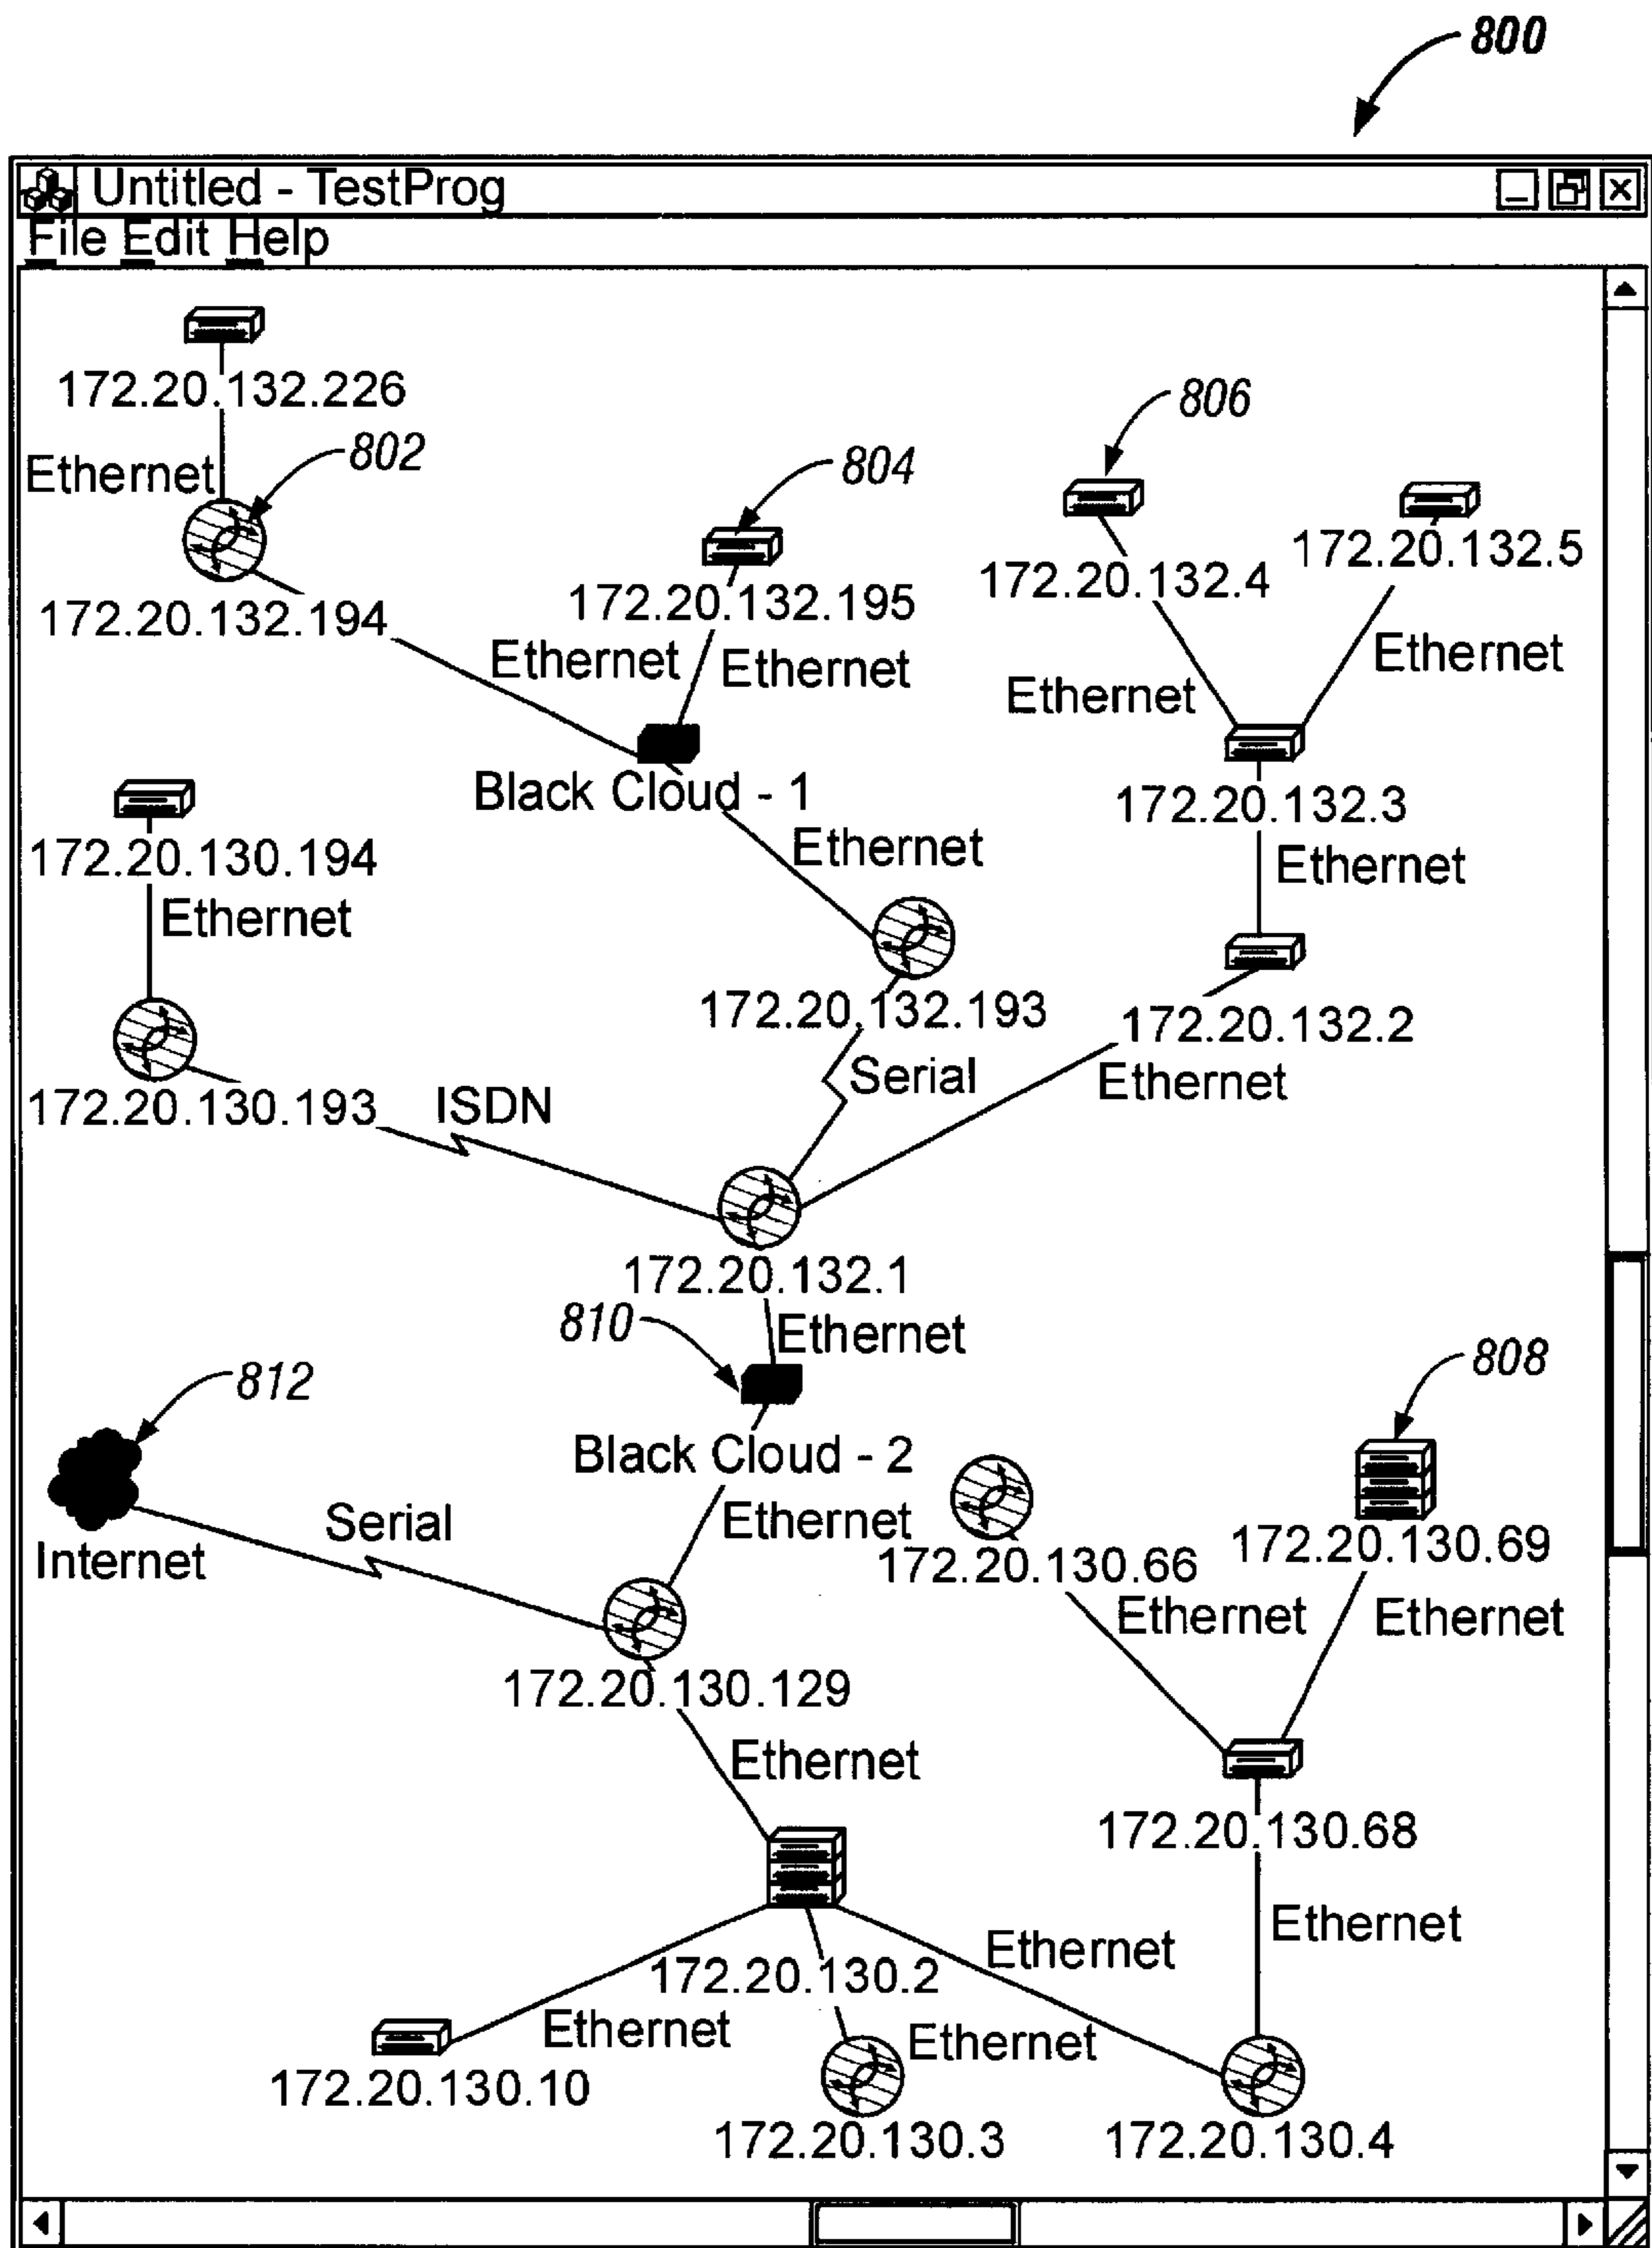 800
Untitled - TestProg
File Edit Help
172.20.132.226
802
Ethernet
804
806
172.20.132.194
172.20.132.195
172.20.132.4
172.20.132.5
Ethernet
Ethernet
Ethernet
Ethernet
Black Cloud - 1
172.20.132.3
172.20.130.194
Ethernet
Ethernet
Ethernet
172.20.132.193
172.20.132.2
172.20.130.193
ISDN
Serial
Ethernet
172.20.132.1
810
Ethernet
812
808
Black Cloud - 2
Internet
Serial
Ethernet
172.20.130.66
172.20.130.69
Ethernet
Ethernet
172.20.130.129
Ethernet
172.20.130.68
Ethernet
Ethernet
172.20.130.2
Ethernet
Ethernet
172.20.130.10
172.20.130.3
172.20.130.4